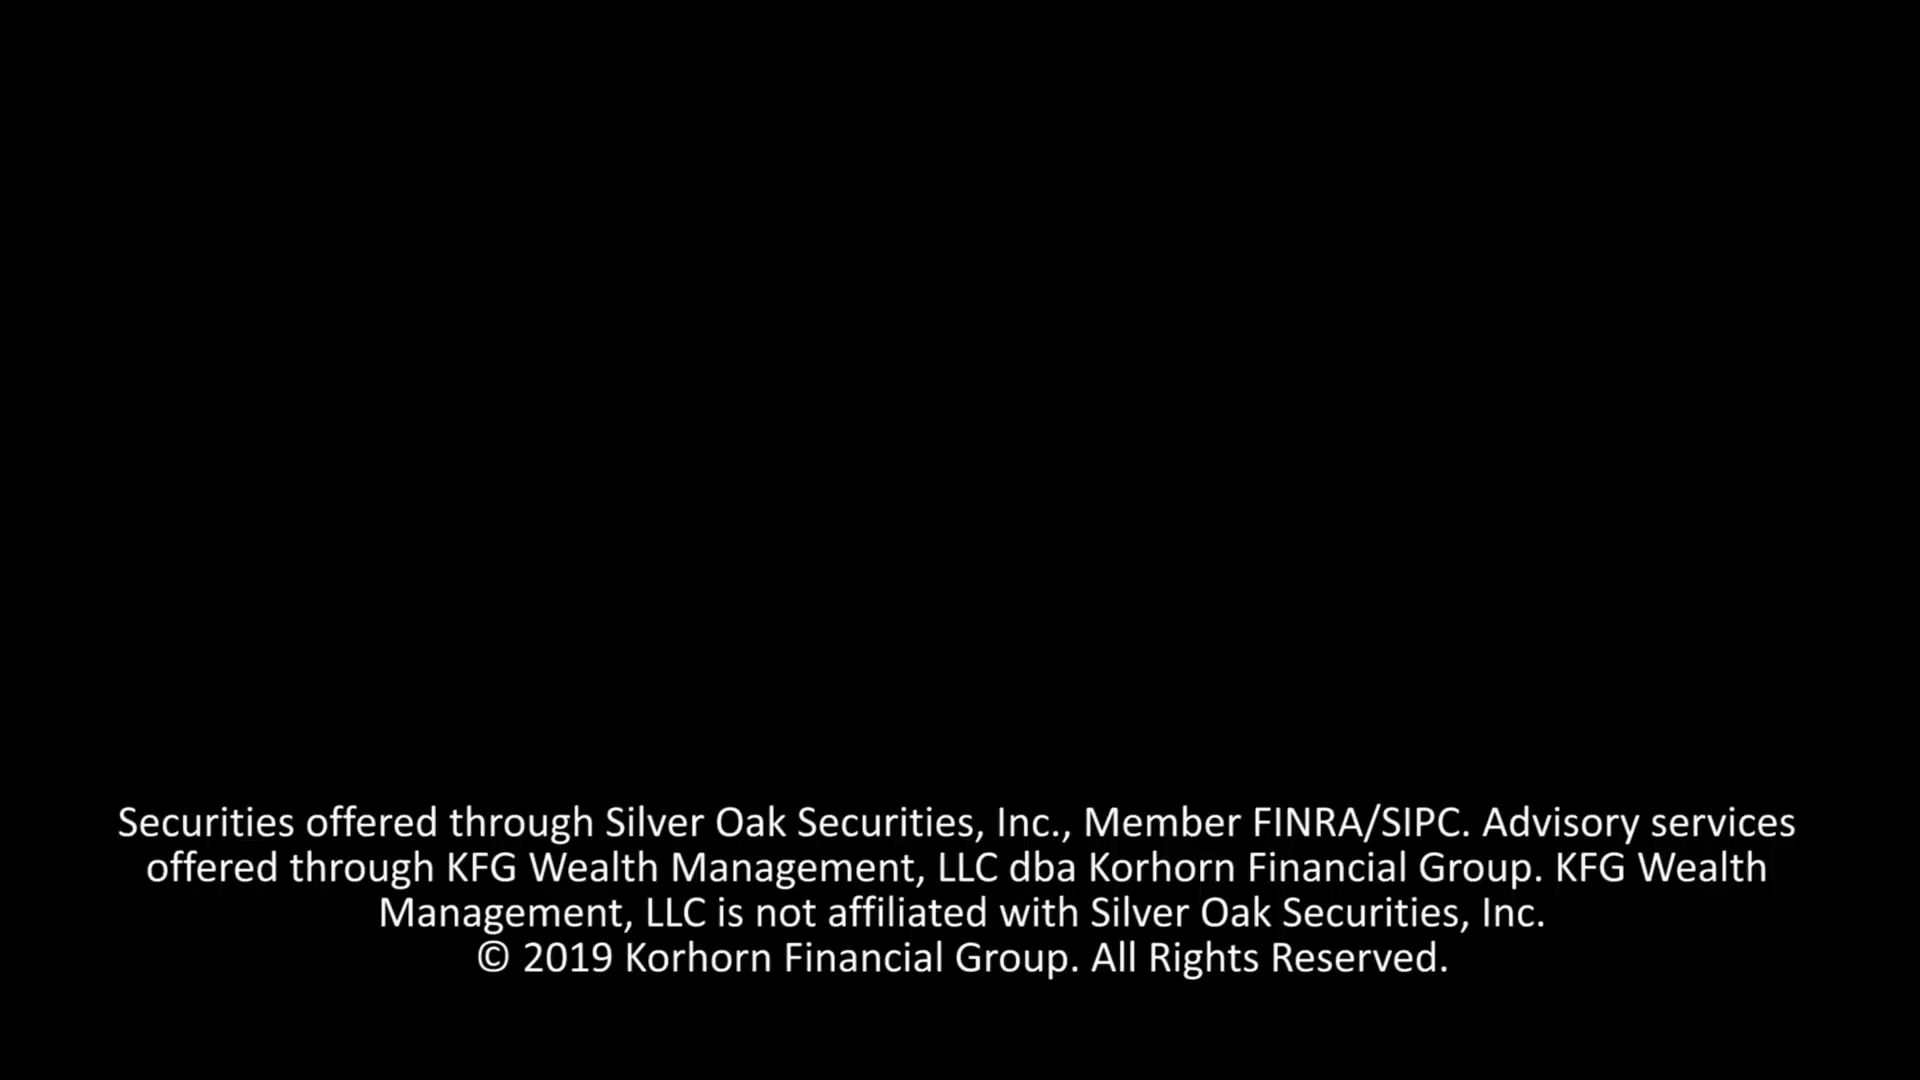 Securities offered through Silver Oak Securities, Inc., Member FINRA/SIPC. Advisory services
offered through KFG Wealth Management, LLC dba Korhorn Financial Group. KFG Wealth
Management, LLC is not affiliated with Silver Oak Securities, Inc.
© 2019 Korhorn Financial Group. All Rights Reserved.